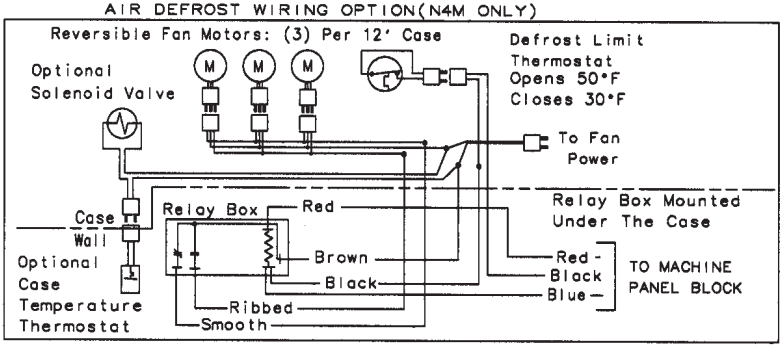 AIR DEFROST WIRING OPTION(N4M ONLY)
Reversible Fan Motors: (3) Per 12' Case
Defrost Limit
Thermostat
Opens 50°F
Closes 30°F
Optional
Solenoid Valve
M
M
M
To Fan
Power
Case
Wall
Relay Box
Red
Relay Box Mounted
Under The Case
Optional
Case
Temperature
Thermostat
Brown
Black
Ribbed
Smooth
Red
Black
Blue
TO MACHINE
PANEL BLOCK